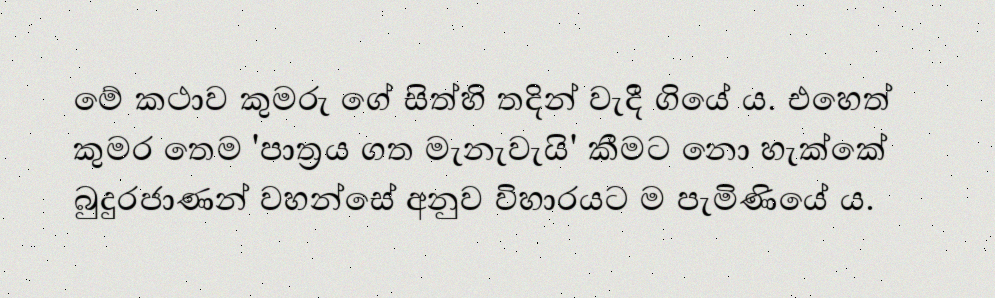 මේ කථාව කුමරු ගේ සිත්හි තදින් වැදී ගියේ ය. එහෙත්
කුමර තෙම 'පාත්‍රය ගත මැනැවැයි' කීමට නො හැක්කේ
බුදුරජාණන් වහන්සේ අනුව විහාරයට ම පැමිණියේ ය.